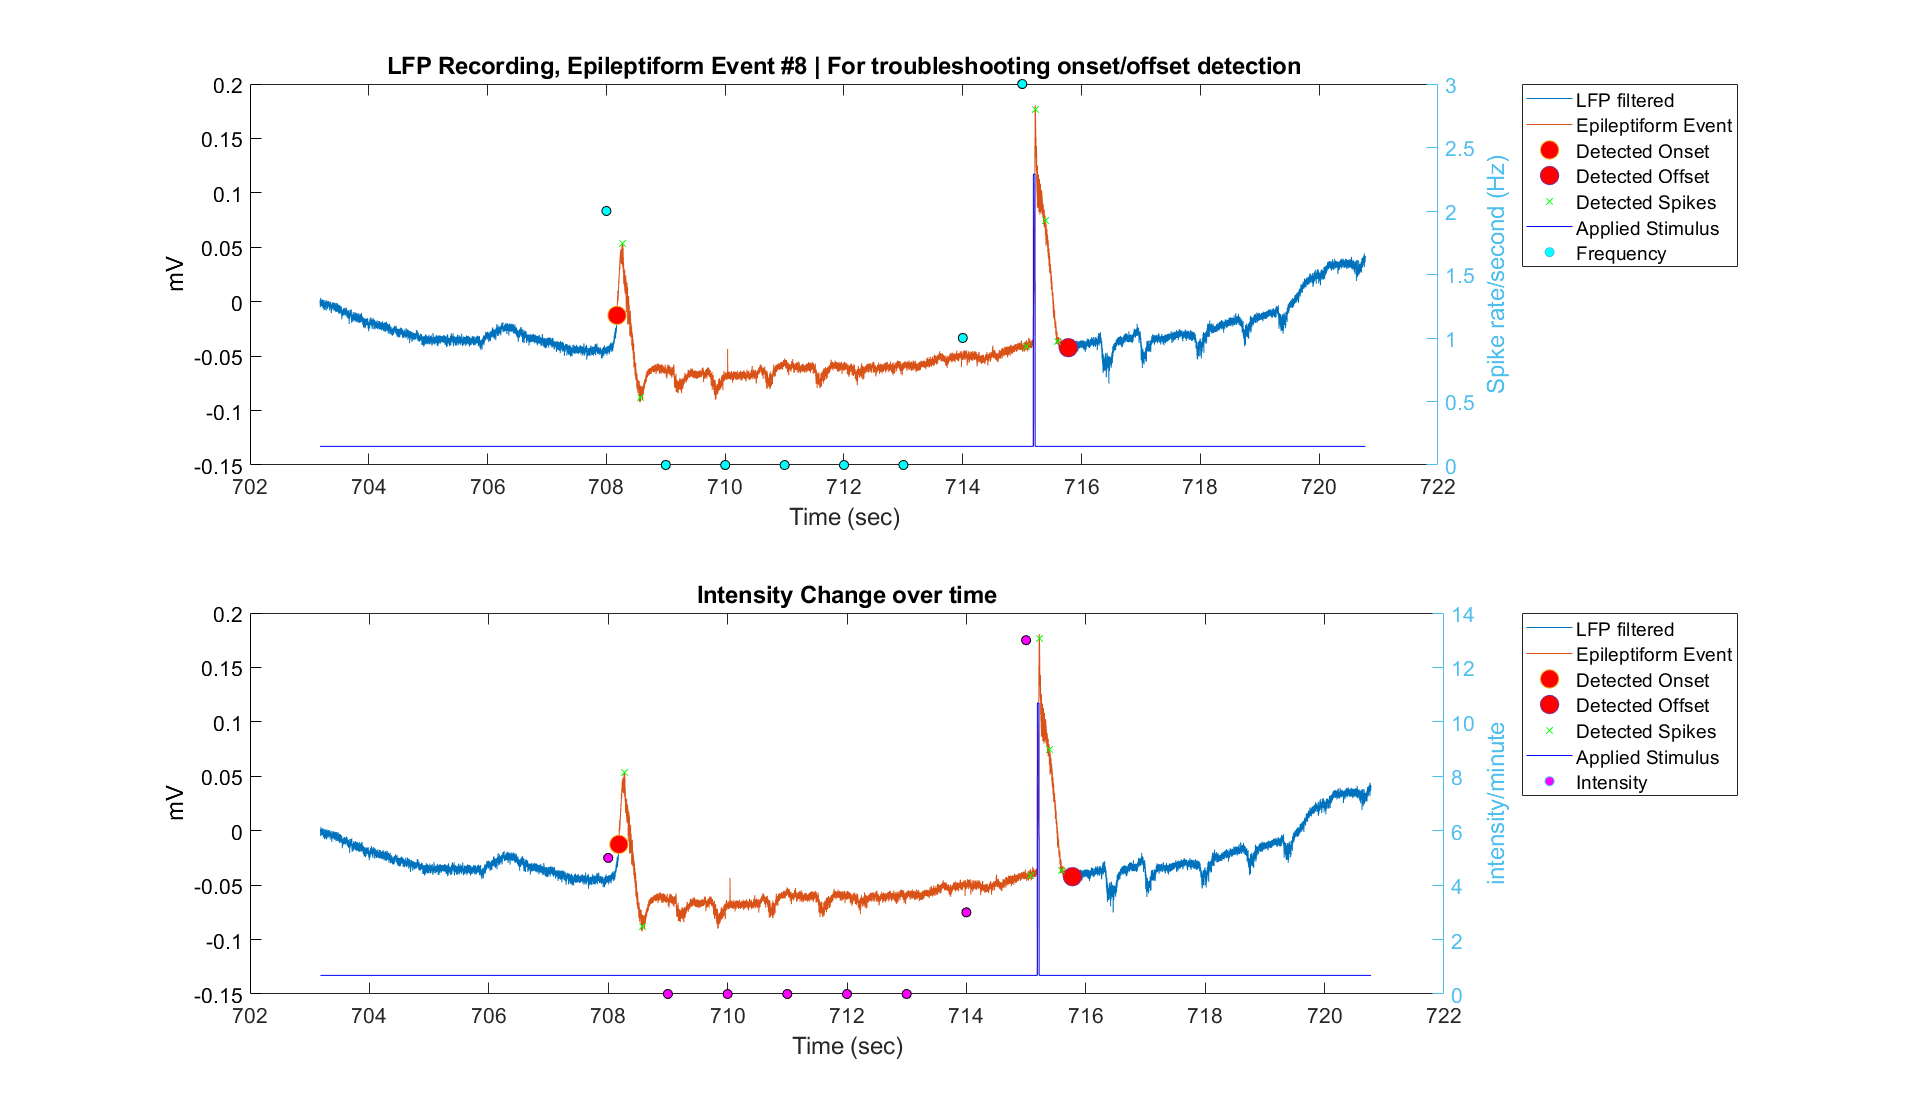 LFP Recording, Epileptiform Event #8 | For troubleshooting onset/offset detection
0.2
0.15
0.1
0.05
0
-0.05
-0.1
-0.15
mV
3
2.5
2
1.5
1
0.5
0
Spike rate/second (Hz)
702 704 706 708 710 712 714 716 718 720 722
Time (sec)
LFP filtered
Epileptiform Event
Detected Onset
Detected Offset
Detected Spikes
Applied Stimulus
Frequency
Intensity Change over time
0.2
0.15
0.1
0.05
0
-0.05
-0.1
-0.15
mV
14
12
10
8
6
4
2
0
intensity/minute
702 704 706 708 710 712 714 716 718 720 722
Time (sec)
LFP filtered
Epileptiform Event
Detected Onset
Detected Offset
Detected Spikes
Applied Stimulus
Intensity